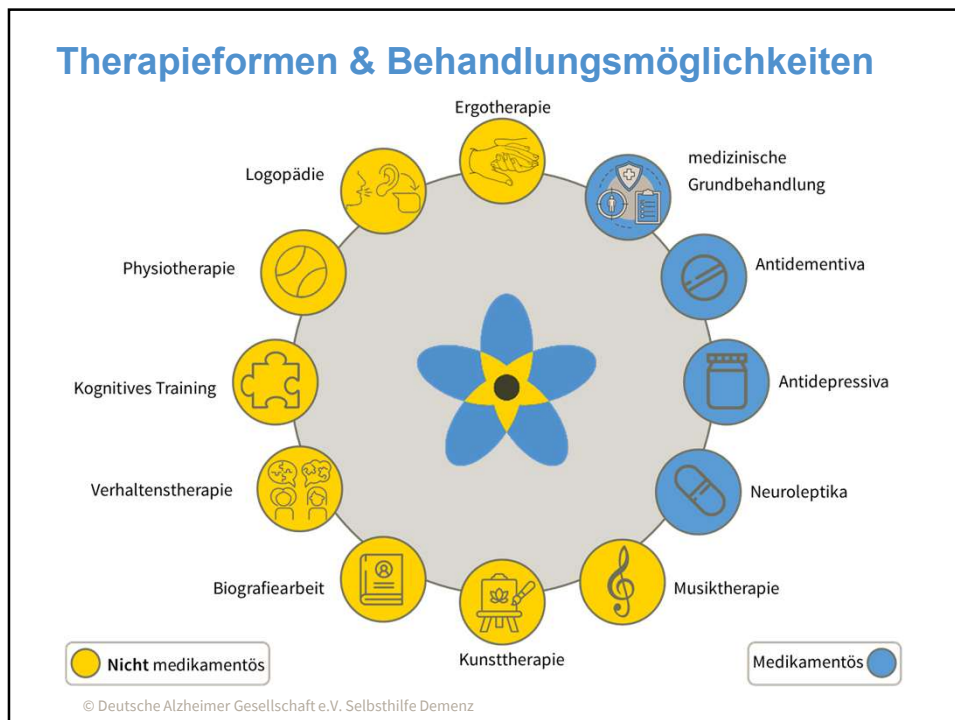 Therapieformen & Behandlungsmöglichkeiten
Ergotherapie
medizinische
Grundbehandlung
Logopädie
Antidementiva
Physiotherapie
Antidepressiva
Kognitives Training
Neuroleptika
Verhaltenstherapie
Musiktherapie
Biografiearbeit
Kunsttherapie
Nicht medikamentös
Medikamentös
© Deutsche Alzheimer Gesellschaft e.V. Selbsthilfe Demenz